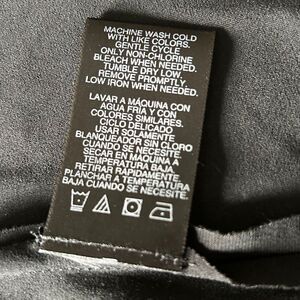 MACHINE WASH COLD
WITH LIKE COLORS.
GENTLE CYCLE
ONLY NON-CHLORINE
BLEACH WHEN NEEDED.
TUMBLE DRY LOW.
REMOVE PROMPTLY.
LOW IRON WHEN NEEDED.
LAVAR A MÁQUINA CON
AGUA FRÍA Y CON
COLORES SIMILARES.
CICLO DELICADO
USAR SOLAMENTE
BLANQUEADOR SIN CLORO
CUANDO SE NECESITE.
SECAR EN MÁQUINA A
TEMPERATURA BAJA
RETIRAR RÁPIDAMENTE.
PLANCHAR A TEMPERATURA
BAJA CUANDO SE NECESITE.